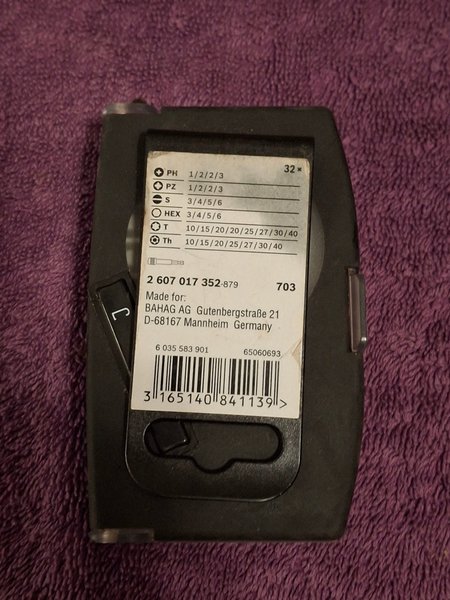 32×
PH 1/2/2/3
PZ 1/2/2/3
S 3/4/5/6
HEX 3/4/5/6
T 10/15/20/20/25/27/30/40
Th 10/15/20/25/27/30/40
2 607 017 352-879 703
Made for:
BAHAG AG Gutenbergstraße 21
D-68167 Mannheim Germany
6 035 583 901 65060693
3 165140 841139 >